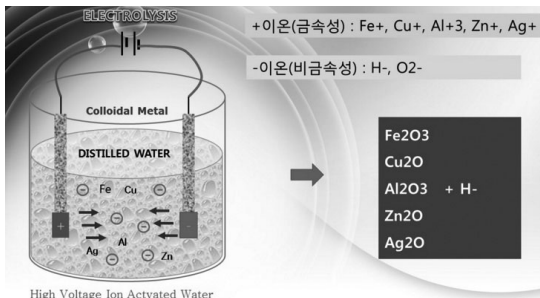 ELECTROLYSIS
+이온(금속성) : Fe+, Cu+, Al+3, Zn+, Ag+
-이온(비금속성) : H-, O2-
Colloidal Metal
DISTILLED WATER
Fe Cu
+ -
Al
Ag Zn
Fe2O3
Cu2O
Al2O3 + H-
Zn2O
Ag2O
High Voltage Ion Actvated Water